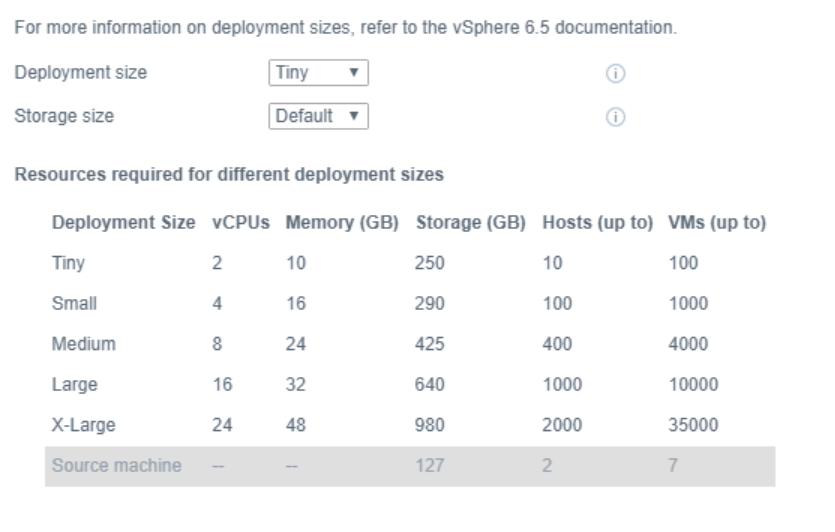 For more information on deployment sizes, refer to the vSphere 6.5 documentation.
Deployment size Tiny ▼ i
Storage size Default ▼ i
Resources required for different deployment sizes
Deployment Size vCPUs Memory (GB) Storage (GB) Hosts (up to) VMs (up to)
Tiny 2 10 250 10 100
Small 4 16 290 100 1000
Medium 8 24 425 400 4000
Large 16 32 640 1000 10000
X-Large 24 48 980 2000 35000
Source machine -- -- 127 2 7